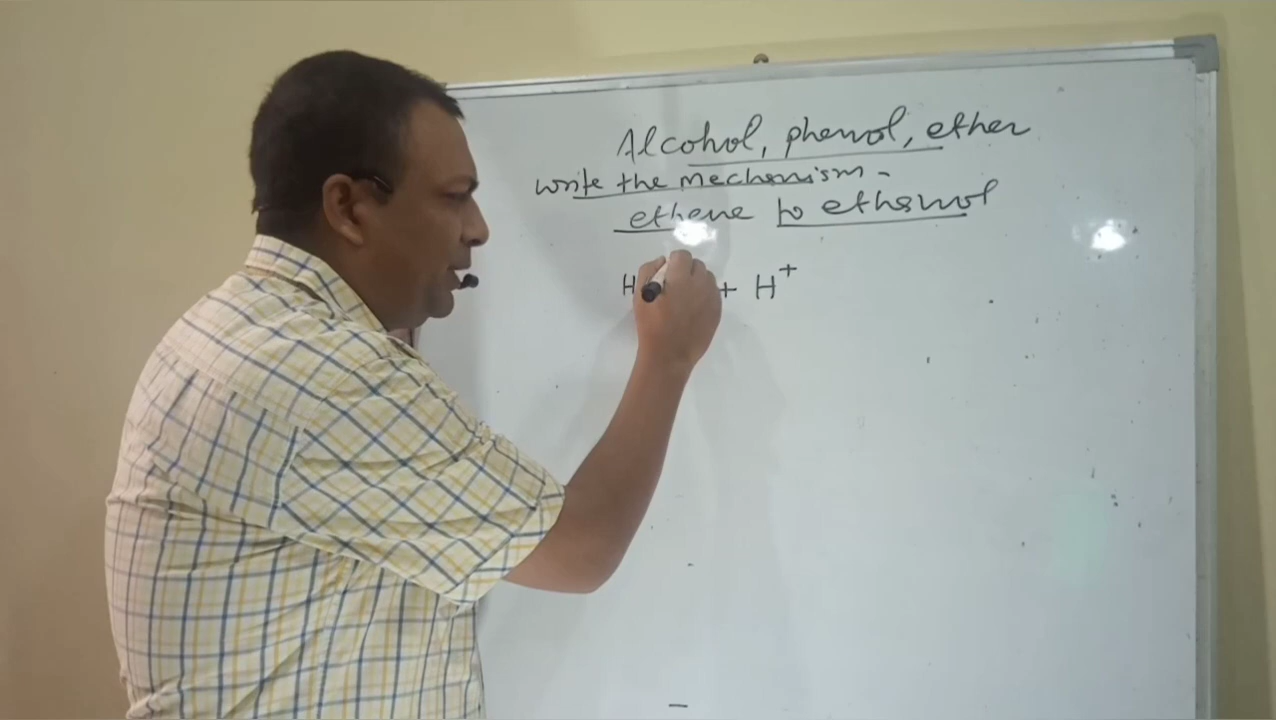 Alcohol, phenol, ether
write the mechanism -
ethene to ethanol
H + H+